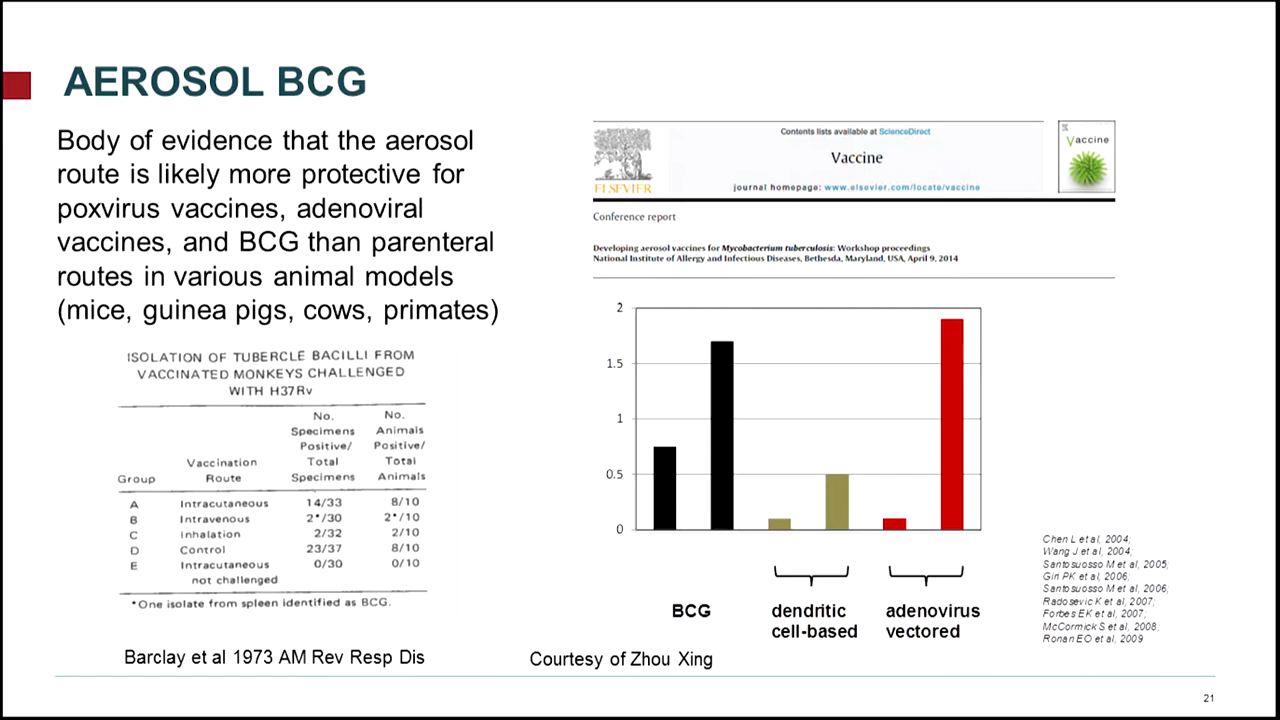 AEROSOL BCG
Body of evidence that the aerosol
route is likely more protective for
poxvirus vaccines, adenoviral
vaccines, and BCG than parenteral
routes in various animal models
(mice, guinea pigs, cows, primates)
ISOLATION OF TUBERCLE BACILLI FROM
VACCINATED MONKEYS CHALLENGED
WITH H37Rv
No. No.
Specimens Animals
Positive/ Positive/
Vaccination Total Total
Group Route Specimens Animals
A Intracutaneous 14/33 8/10
B Intravenous 2*/30 2*/10
C Inhalation 2/32 2/10
D Control 23/37 8/10
E Intracutaneous 0/30 0/10
not challenged
*One isolate from spleen identified as BCG.
Barclay et al 1973 AM Rev Resp Dis
Contents lists available at ScienceDirect
Vaccine
journal homepage: www.elsevier.com/locate/vaccine
ELSEVIER
Vaccine
Conference report
Developing aerosol vaccines for Mycobacterium tuberculosis: Workshop proceedings
National Institute of Allergy and Infectious Diseases, Bethesda, Maryland, USA, April 9, 2014
2
1.5
1
0.5
0
BCG
dendritic
cell-based
adenovirus
vectored
Courtesy of Zhou Xing
Chen L et al, 2004;
Wang J et al, 2004;
Santosuosso M et al, 2005;
Giri PK et al, 2006;
Santosuosso M et al, 2006;
Radosevic K et al, 2007;
Forbes EK et al, 2007;
McCormick S et al, 2008;
Ronan EO et al, 2009
21